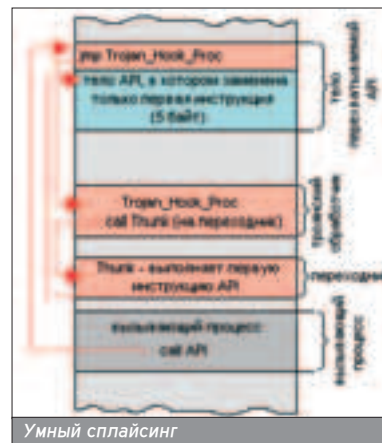 jmp Trojan_Hook_Proc
тело API, в котором заменена
только первая инструкция
(5 байт)
тело
перехватываемой API
Trojan_Hook_Proc
call Thunk (на переходник)
троянский
обработчик
Thunk - выполняет первую
инструкцию API
переходник
вызывающий процесс
call API
вызывающий
процесс
Умный сплайсинг